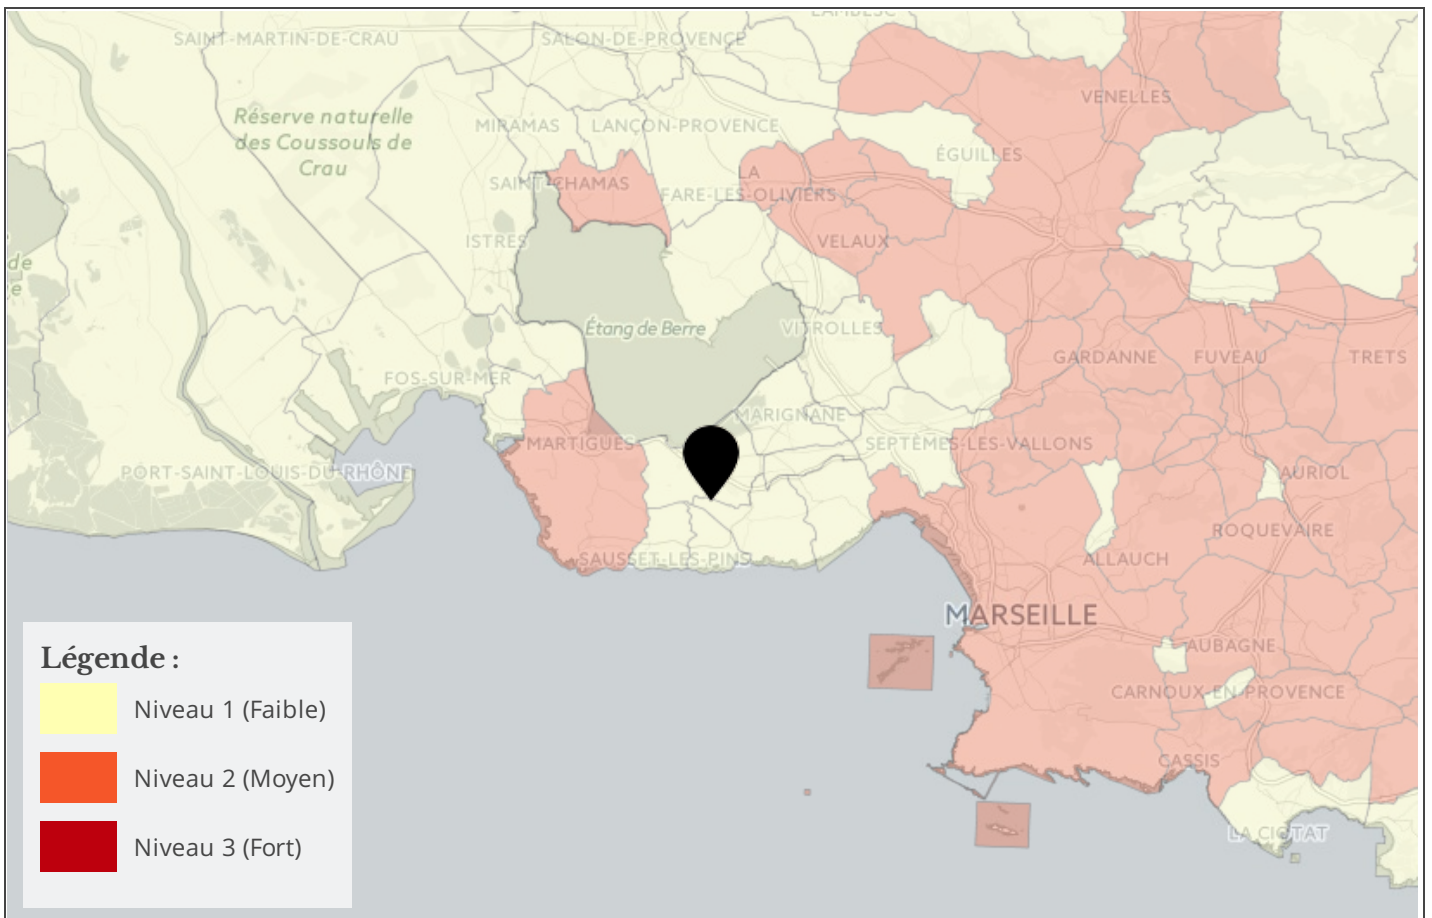 LAMBESC
SAINT-MARTIN-DE-CRAU
SALON-DE-PROVENCE
VENELLES
Réserve naturelle
des Coussouls de
Crau
MIRAMAS
LANÇON-PROVENCE
ÉGUILLES
SAINT-CHAMAS
LA
FARE-LES-OLIVIERS
ISTRES
VELAUX
de
e
Étang de Berre
VITROLLES
GARDANNE
FUVEAU
TRETS
FOS-SUR-MER
MARIGNANE
MARTIGUES
SEPTÈMES-LES-VALLONS
PORT-SAINT-LOUIS-DU-RHÔNE
AURIOL
ROQUEVAIRE
SAUSSET-LES-PINS
ALLAUCH
MARSEILLE
AUBAGNE
CARNOUX-EN-PROVENCE
CASSIS
LA CIOTAT
Légende :
Niveau 1 (Faible)
Niveau 2 (Moyen)
Niveau 3 (Fort)